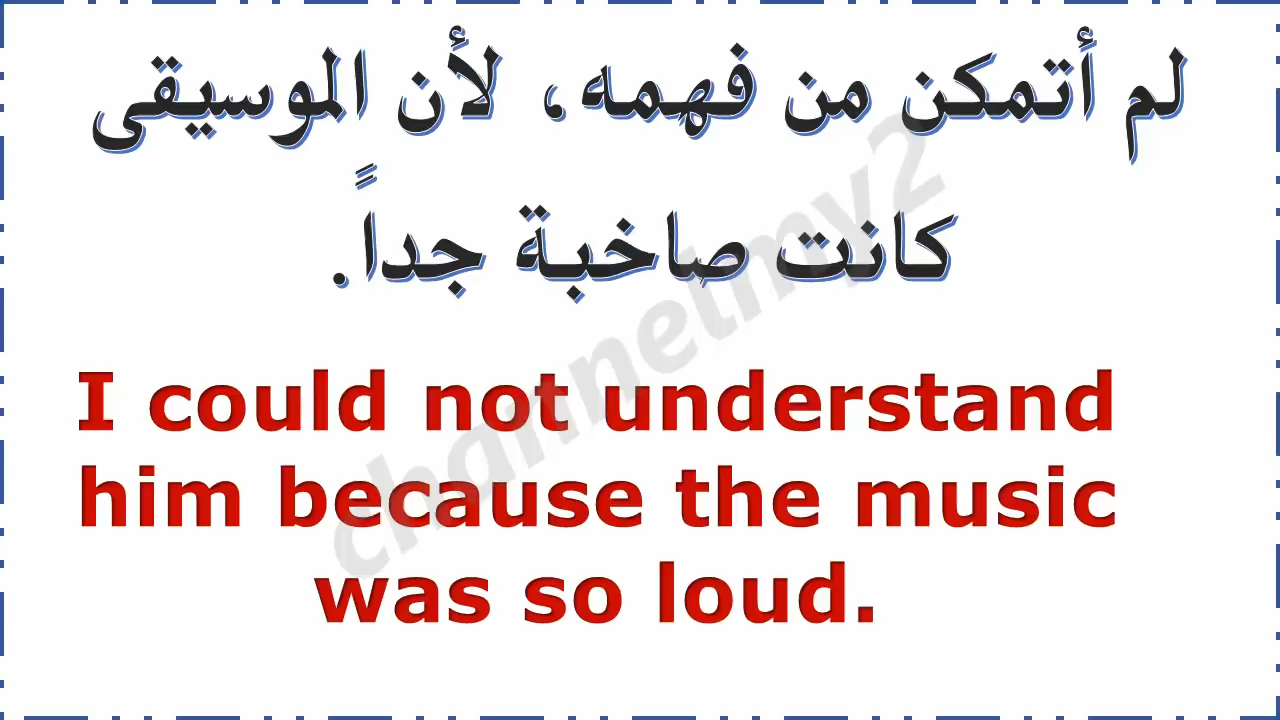 لم أتمكن من فهمه، لأن الموسيقى
كانت صاخبة جداً.
I could not understand
him because the music
was so loud.
channelmy2